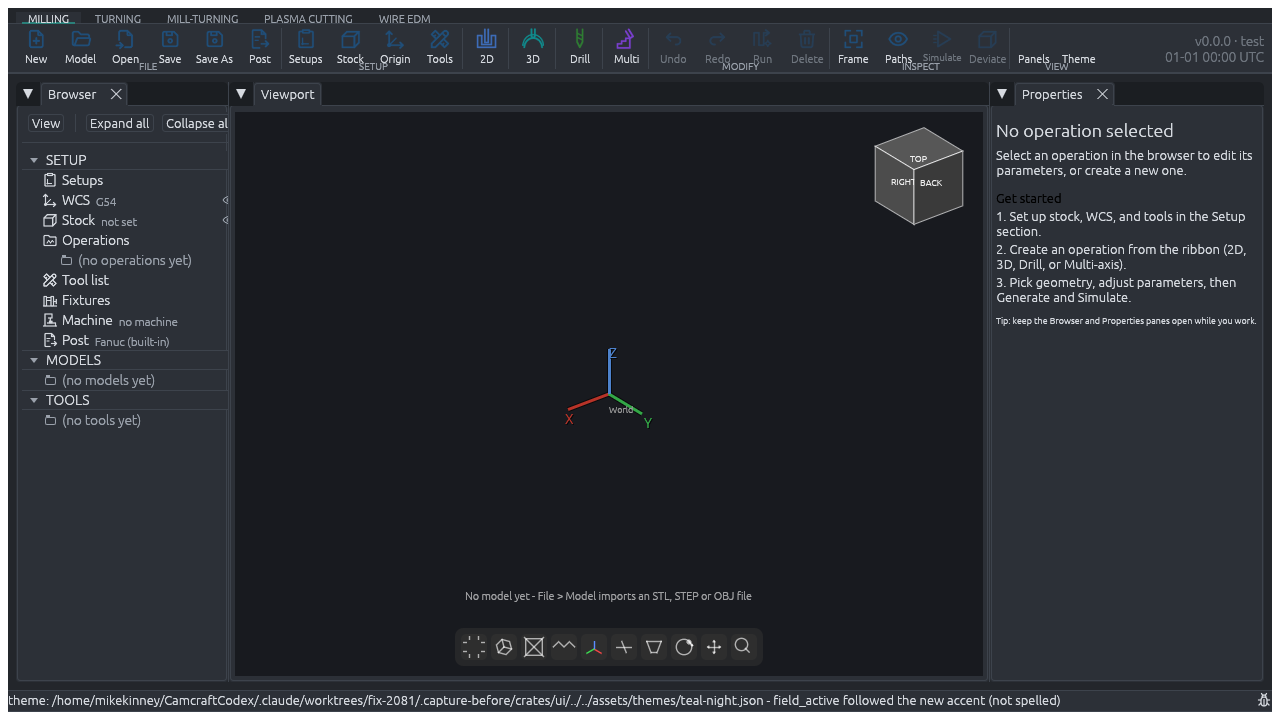 MILLING TURNING MILL-TURNING PLASMA CUTTING WIRE EDM
New Model Open Save Save As Post Setups Stock Origin Tools 2D 3D Drill Multi Undo Redo Run Delete Frame Paths Simulate Deviate Panels Theme
FILE SETUP MODIFY INSPECT VIEW
v0.0.0 · test
01-01 00:00 UTC
Browser
View Expand all Collapse al
SETUP
Setups
WCS G54
Stock not set
Operations
(no operations yet)
Tool list
Fixtures
Machine no machine
Post Fanuc (built-in)
MODELS
(no models yet)
TOOLS
(no tools yet)
Viewport
TOP
RIGHT BACK
Z
World
X Y
No model yet - File > Model imports an STL, STEP or OBJ file
Properties
No operation selected
Select an operation in the browser to edit its
parameters, or create a new one.
Get started
1. Set up stock, WCS, and tools in the Setup
section.
2. Create an operation from the ribbon (2D,
3D, Drill, or Multi-axis).
3. Pick geometry, adjust parameters, then
Generate and Simulate.
Tip: keep the Browser and Properties panes open while you work.
theme: /home/mikekinney/CamcraftCodex/.claude/worktrees/fix-2081/.capture-before/crates/ui/../../assets/themes/teal-night.json - field_active followed the new accent (not spelled)